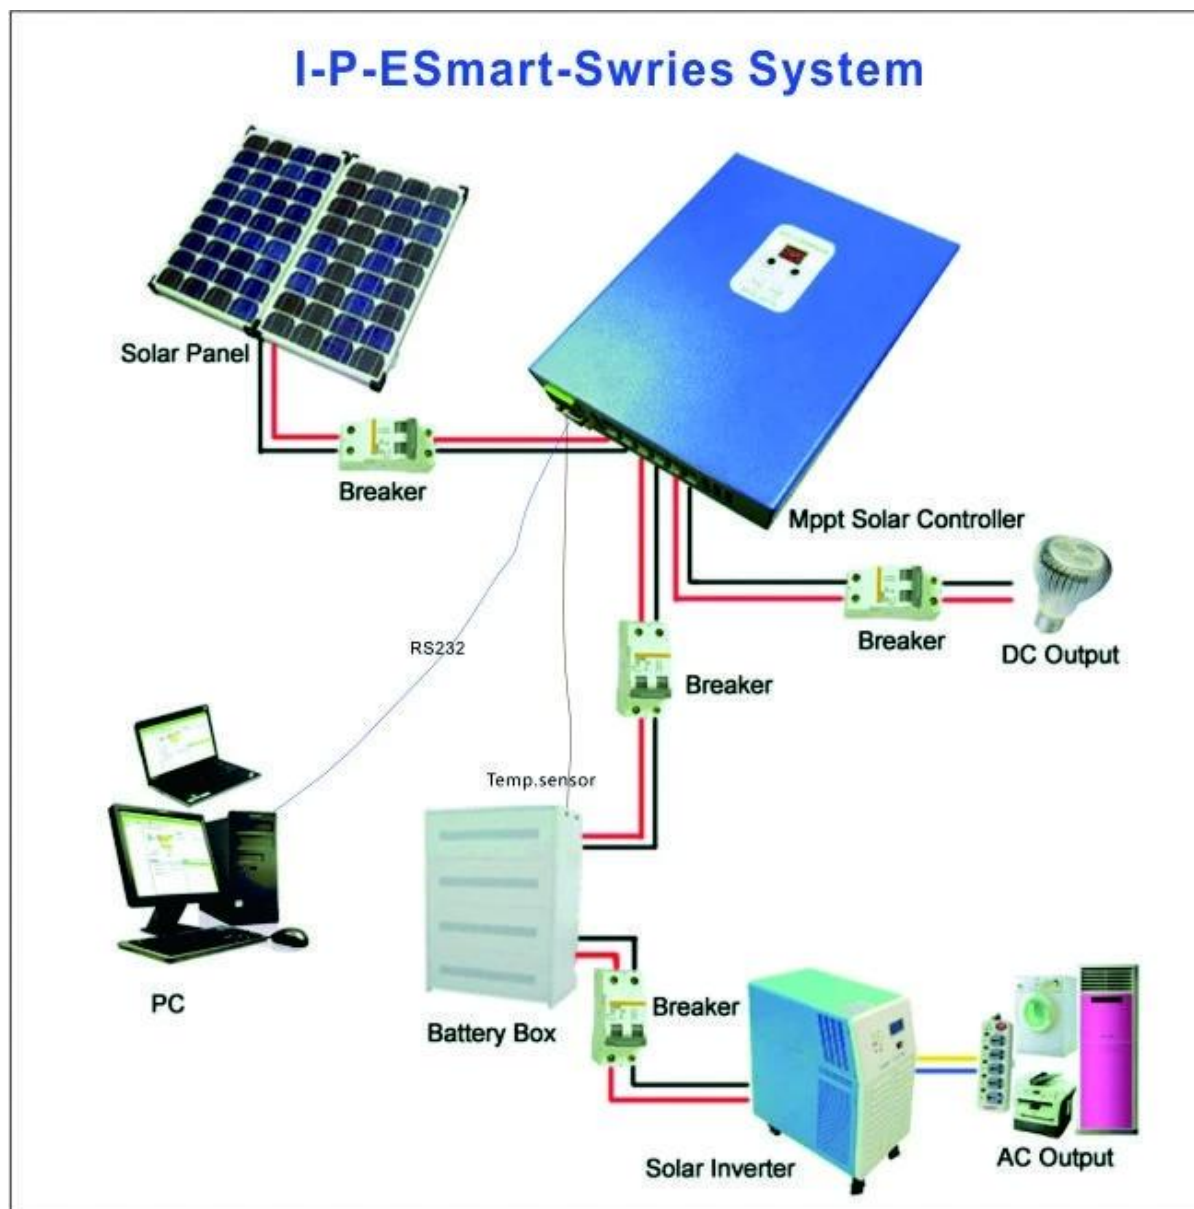 I-P-ESmart-Swries System
Solar Panel
Breaker
Mppt Solar Controller
Breaker
DC Output
RS232
Breaker
Temp.sensor
PC
Battery Box
Breaker
Solar Inverter
AC Output